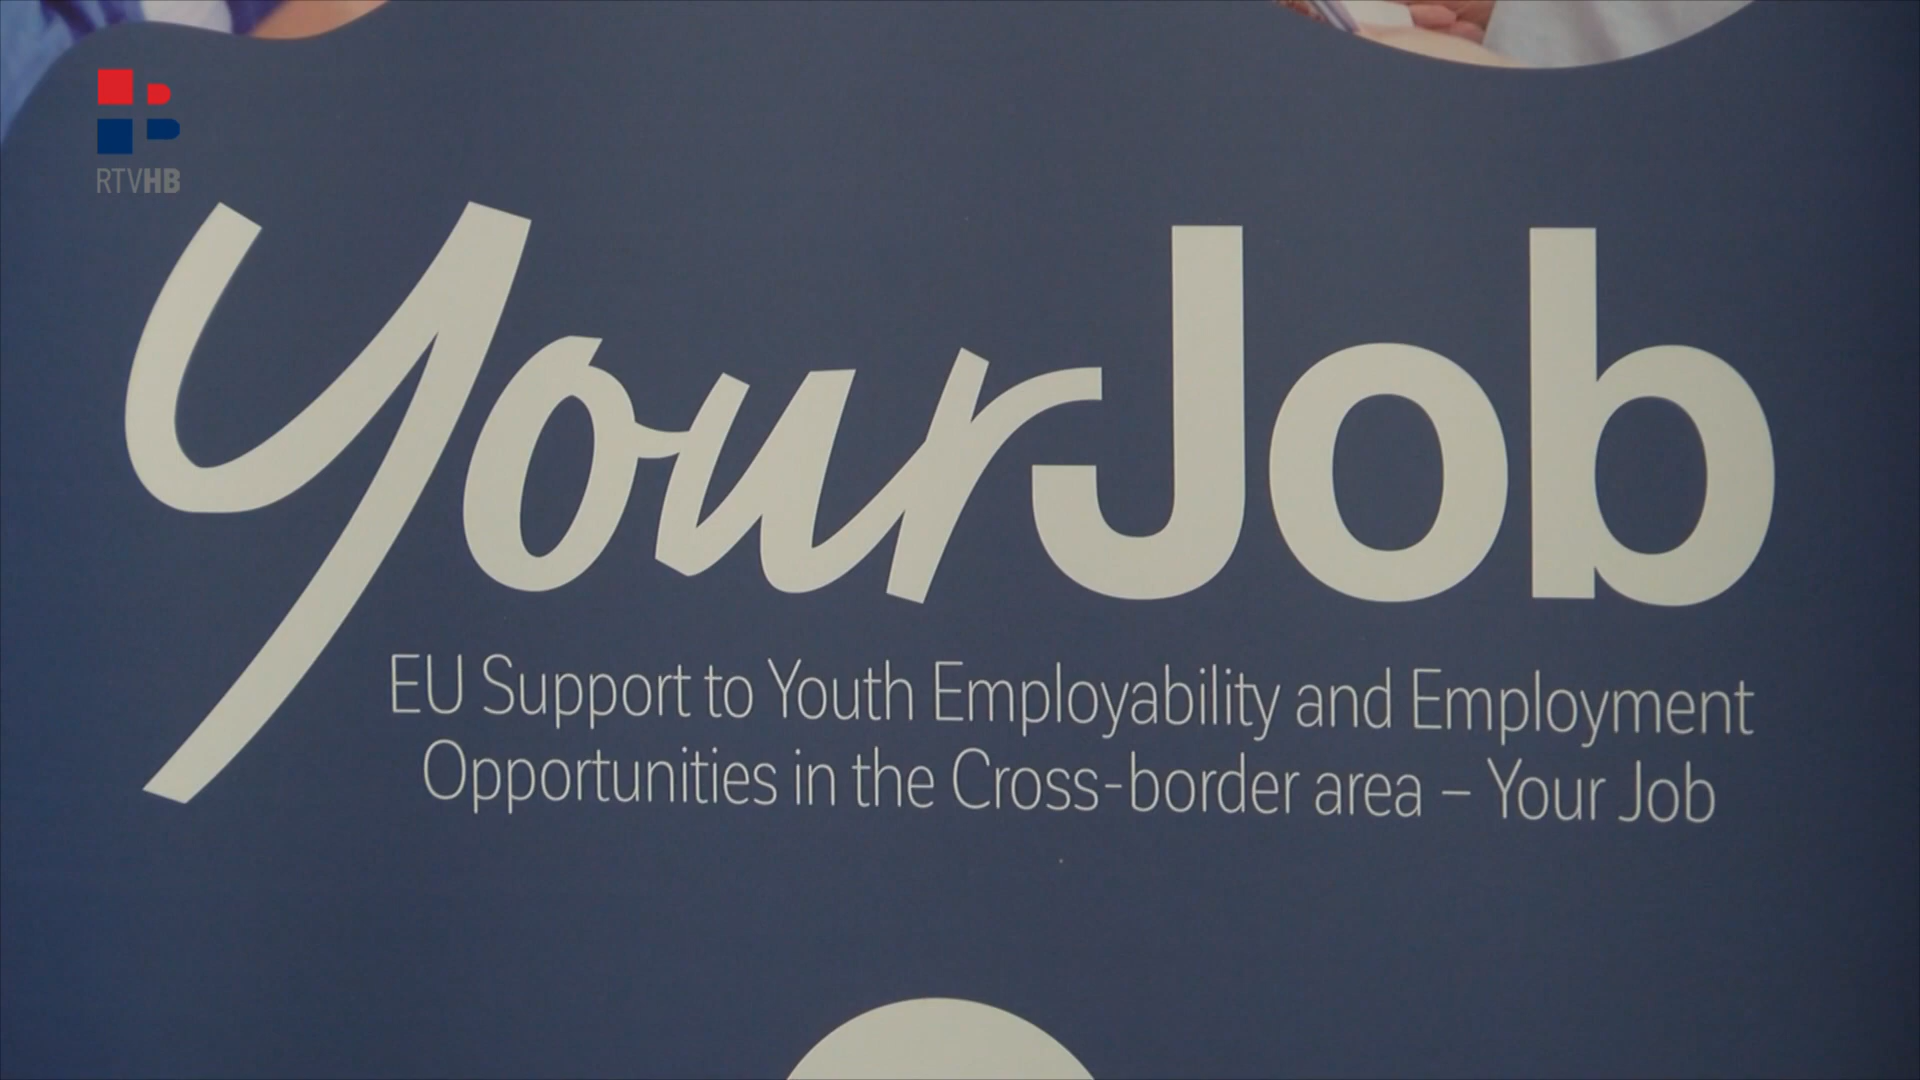 RTVHB
YourJob
EU Support to Youth Employability and Employment
Opportunities in the Cross-border area – Your Job